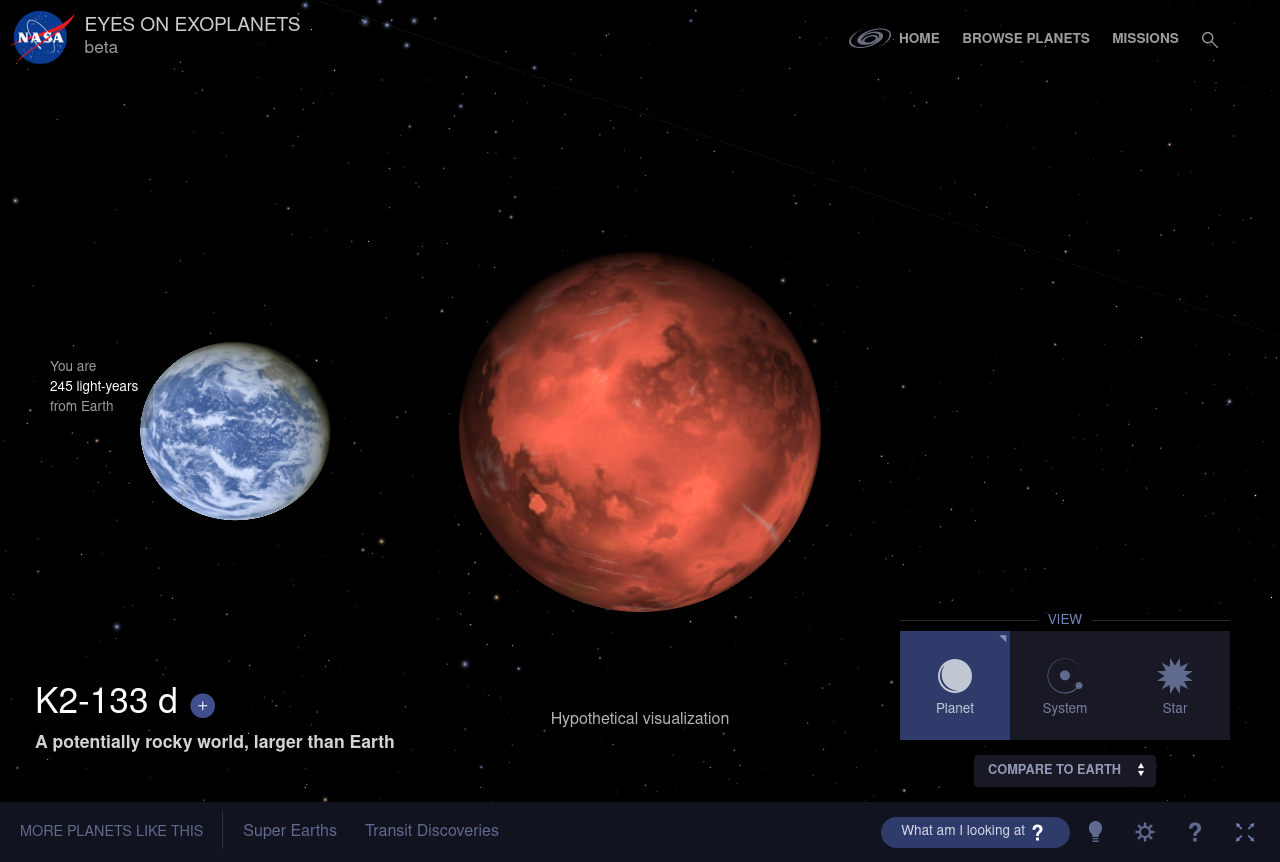 NASA
EYES ON EXOPLANETS
beta
HOME
BROWSE PLANETS
MISSIONS
You are
245 light-years
from Earth
K2-133 d +
A potentially rocky world, larger than Earth
Hypothetical visualization
VIEW
Planet
System
Star
COMPARE TO EARTH
MORE PLANETS LIKE THIS
Super Earths
Transit Discoveries
What am I looking at ?
?